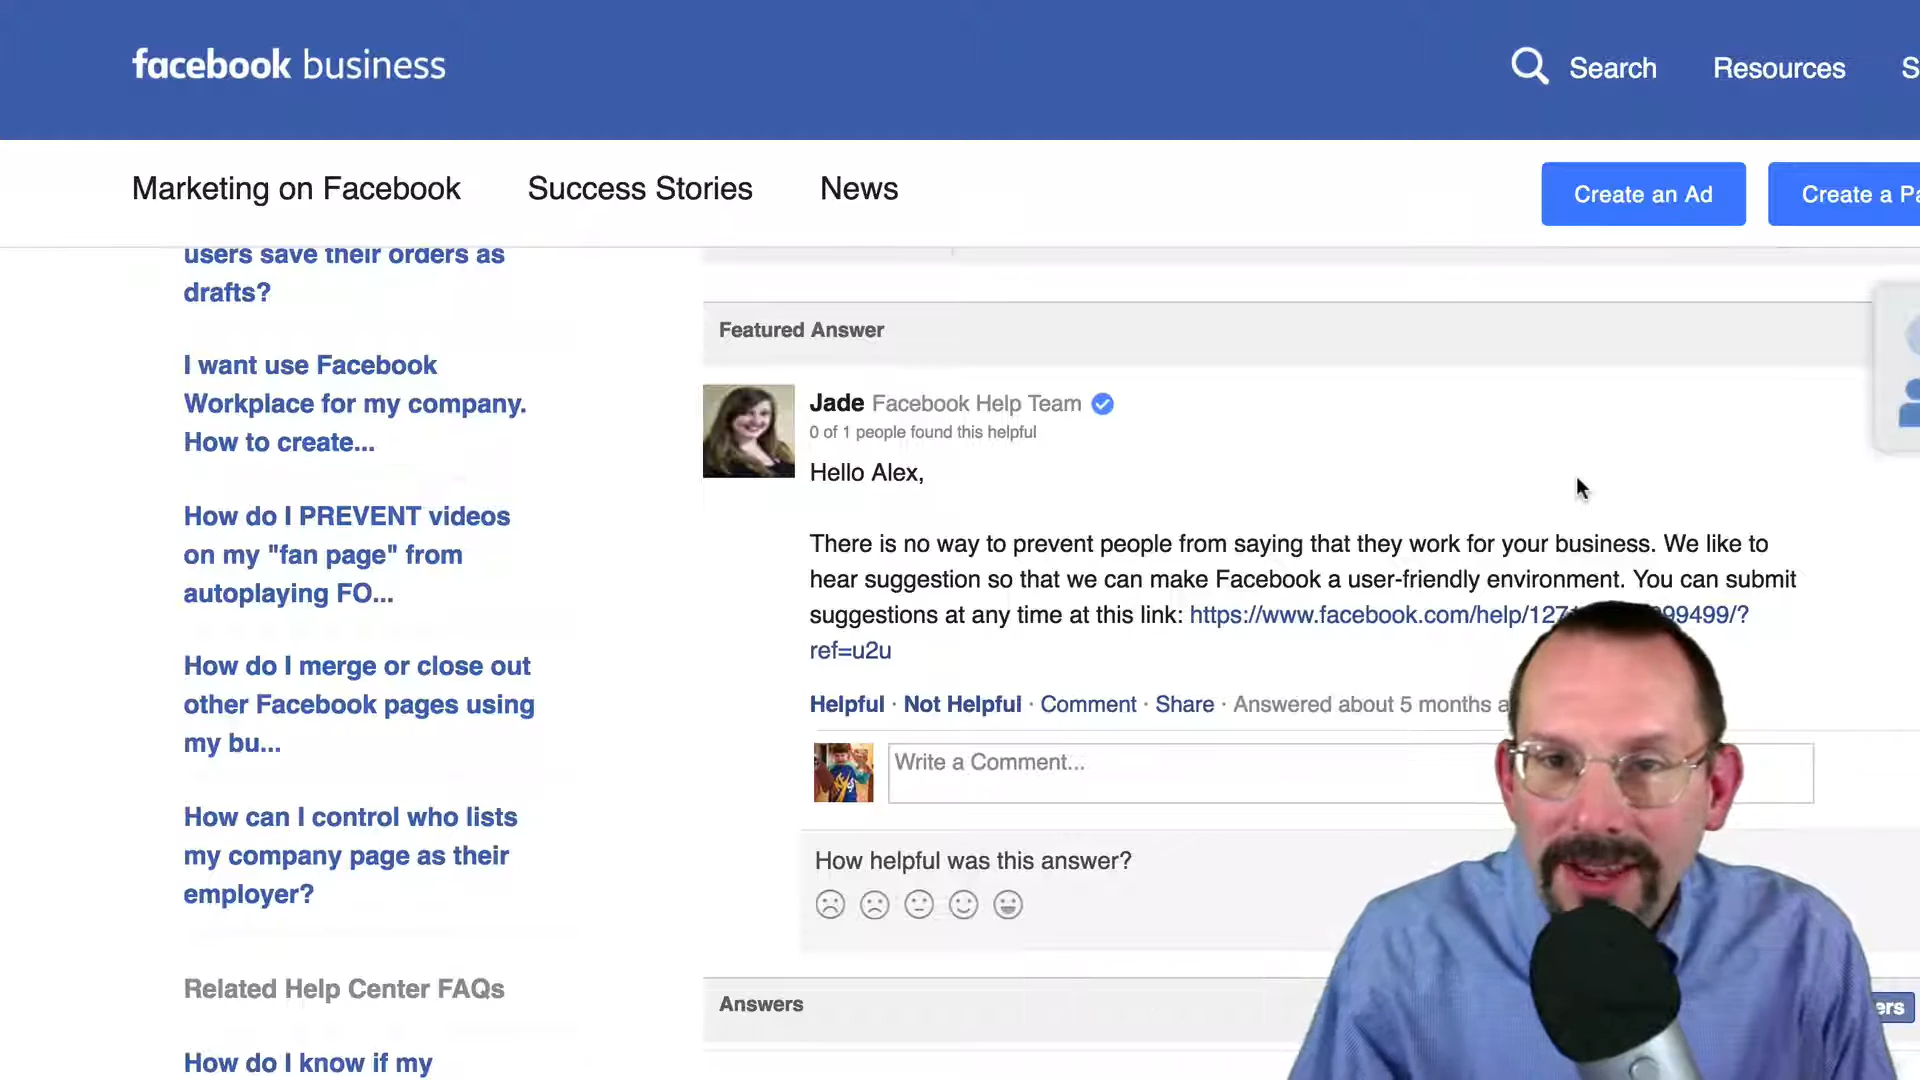 facebook business
Search
Resources
Marketing on Facebook
Success Stories
News
Create an Ad
Create a
users save their orders as
drafts?
I want use Facebook
Workplace for my company.
How to create...
How do I PREVENT videos
on my "fan page" from
autoplaying FO...
How do I merge or close out
other Facebook pages using
my bu...
How can I control who lists
my company page as their
employer?
Related Help Center FAQs
How do I know if my
Featured Answer
Jade Facebook Help Team
0 of 1 people found this helpful
Hello Alex,
There is no way to prevent people from saying that they work for your business. We like to
hear suggestion so that we can make Facebook a user-friendly environment. You can submit
suggestions at any time at this link: https://www.facebook.com/help/127 99499/?
ref=u2u
Helpful · Not Helpful · Comment · Share · Answered about 5 months
Write a Comment...
How helpful was this answer?
Answers